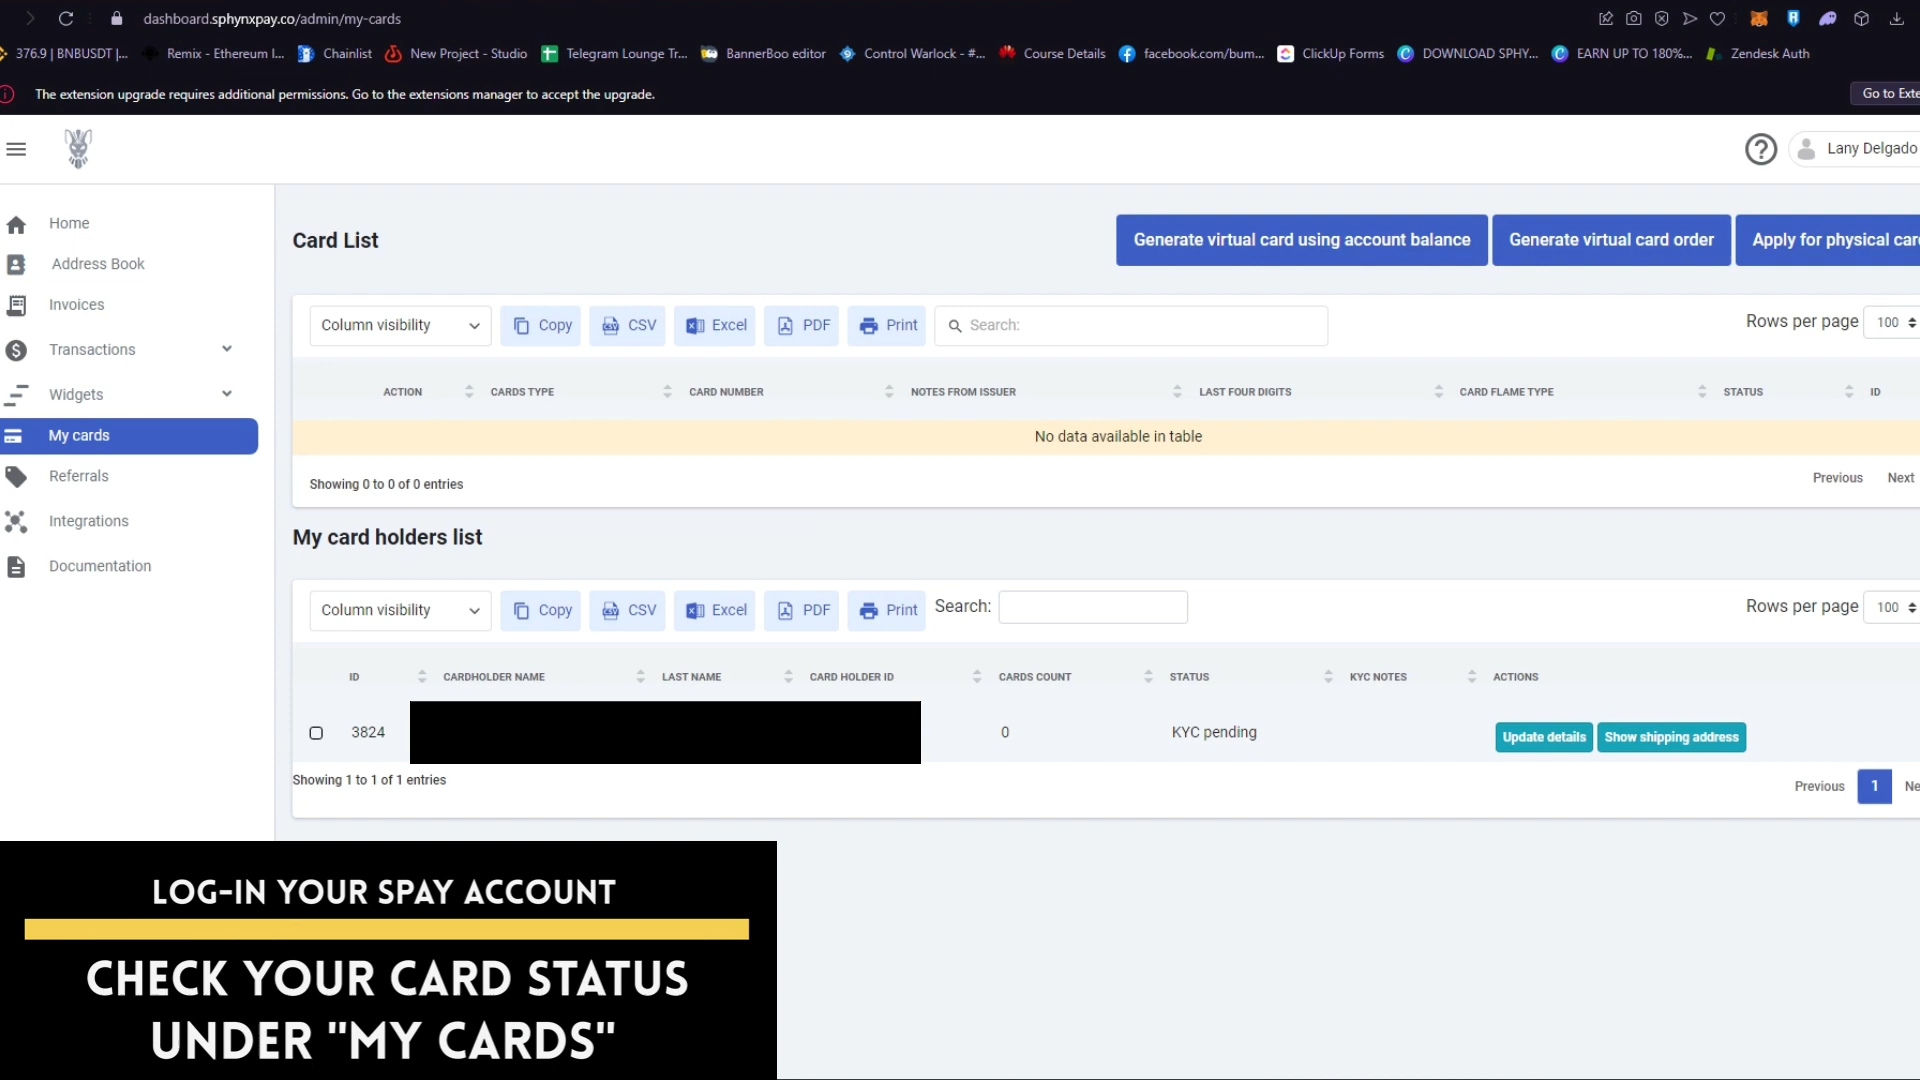 dashboard.sphynxpay.co/admin/my-cards
376.9 | BNBUSDT |... Remix - Ethereum I... Chainlist New Project - Studio Telegram Lounge Tr... BannerBoo editor Control Warlock - #... Course Details facebook.com/bum... ClickUp Forms DOWNLOAD SPHY... EARN UP TO 180%... Zendesk Auth
The extension upgrade requires additional permissions. Go to the extensions manager to accept the upgrade. Go to Exte
Lany Delgado
Home
Address Book
Invoices
Transactions
Widgets
My cards
Referrals
Integrations
Documentation
Card List Generate virtual card using account balance Generate virtual card order Apply for physical car
Column visibility Copy CSV Excel PDF Print Search: Rows per page 100
ACTION CARDS TYPE CARD NUMBER NOTES FROM ISSUER LAST FOUR DIGITS CARD FLAME TYPE STATUS ID
No data available in table
Showing 0 to 0 of 0 entries Previous Next
My card holders list
Column visibility Copy CSV Excel PDF Print Search: Rows per page 100
ID CARDHOLDER NAME LAST NAME CARD HOLDER ID CARDS COUNT STATUS KYC NOTES ACTIONS
3824 0 KYC pending Update details Show shipping address
Showing 1 to 1 of 1 entries Previous 1 Ne
LOG-IN YOUR SPAY ACCOUNT
CHECK YOUR CARD STATUS
UNDER "MY CARDS"